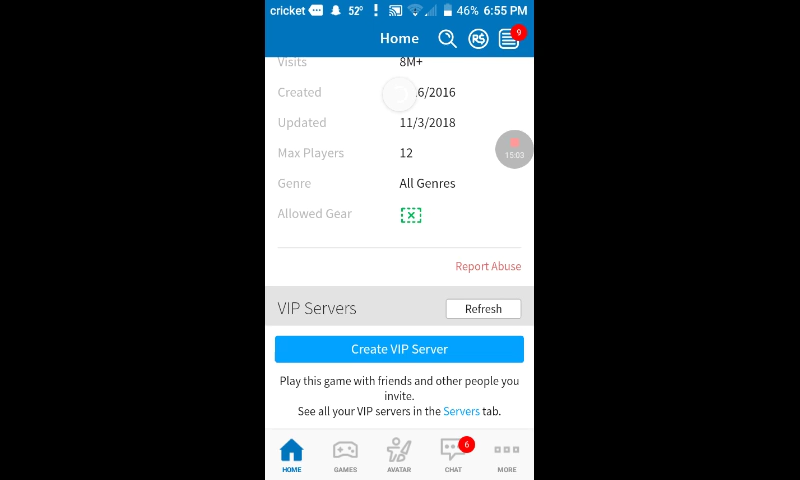 cricket 52° 46% 6:55 PM
Home R$ 9
Visits 8M+
Created 6/2016
Updated 11/3/2018
15:03
Max Players 12
Genre All Genres
Allowed Gear
Report Abuse
VIP Servers Refresh
Create VIP Server
Play this game with friends and other people you
invite.
See all your VIP servers in the Servers tab.
6
HOME GAMES AVATAR CHAT MORE